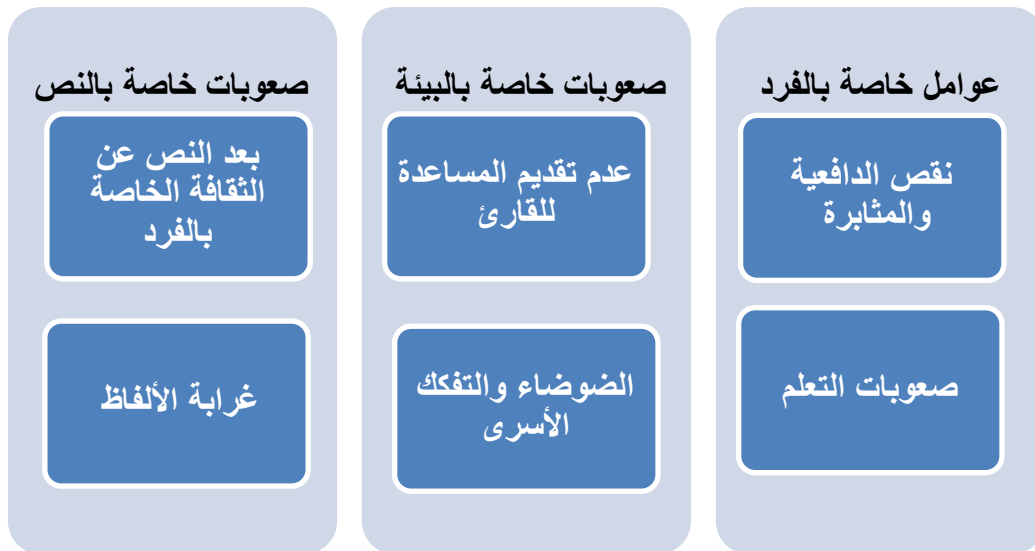 عوامل خاصة بالفرد
نقص الدافعية
والمثابرة
صعوبات التعلم
صعوبات خاصة بالبيئة
عدم تقديم المساعدة
للقارئ
الضوضاء والتفكك
الأسرى
صعوبات خاصة بالنص
بعد النص عن
الثقافة الخاصة
بالفرد
غرابة الألفاظ